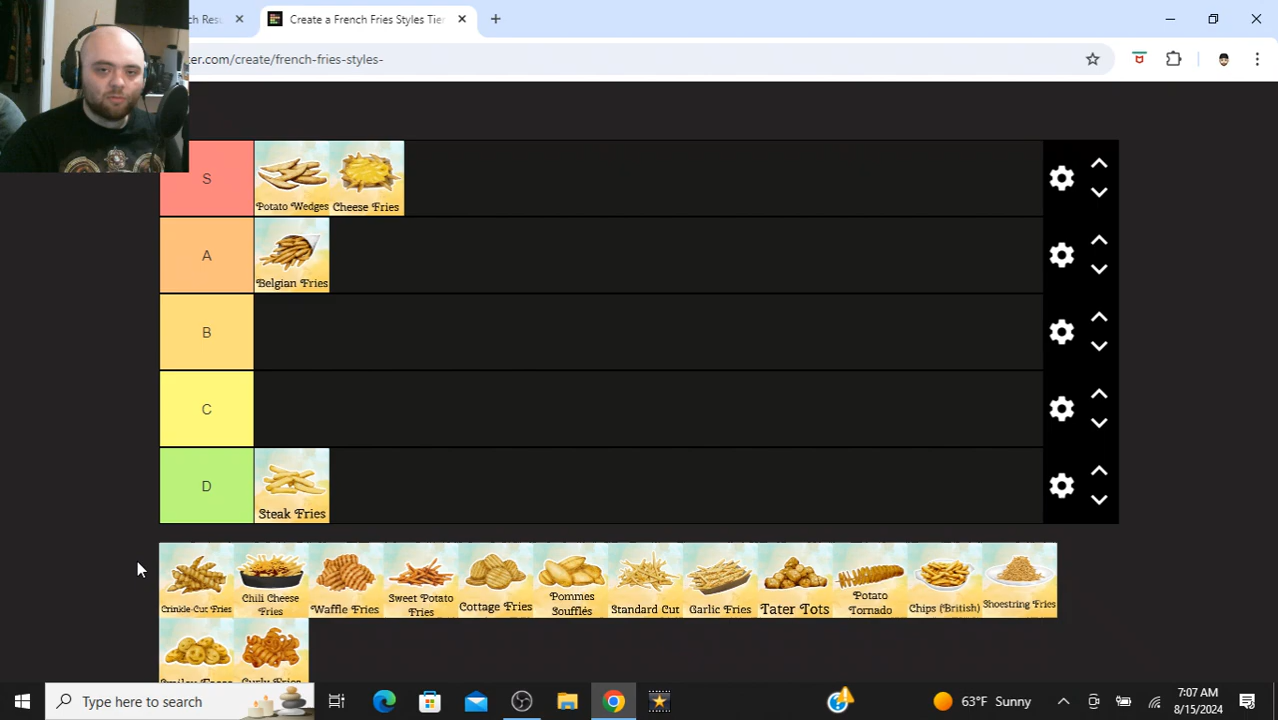 Create a French Fries Styles Tier
ter.com/create/french-fries-styles-
S
Potato Wedges
Cheese Fries
A
Belgian Fries
B
C
D
Steak Fries
Crinkle-Cut Fries
Chili Cheese
Fries
Waffle Fries
Sweet Potato
Fries
Cottage Fries
Pommes
Soufflés
Standard Cut
Garlic Fries
Tater Tots
Potato
Tornado
Chips (British)
Shoestring Fries
Curly Fries
Type here to search
63°F Sunny
7:07 AM
8/15/2024